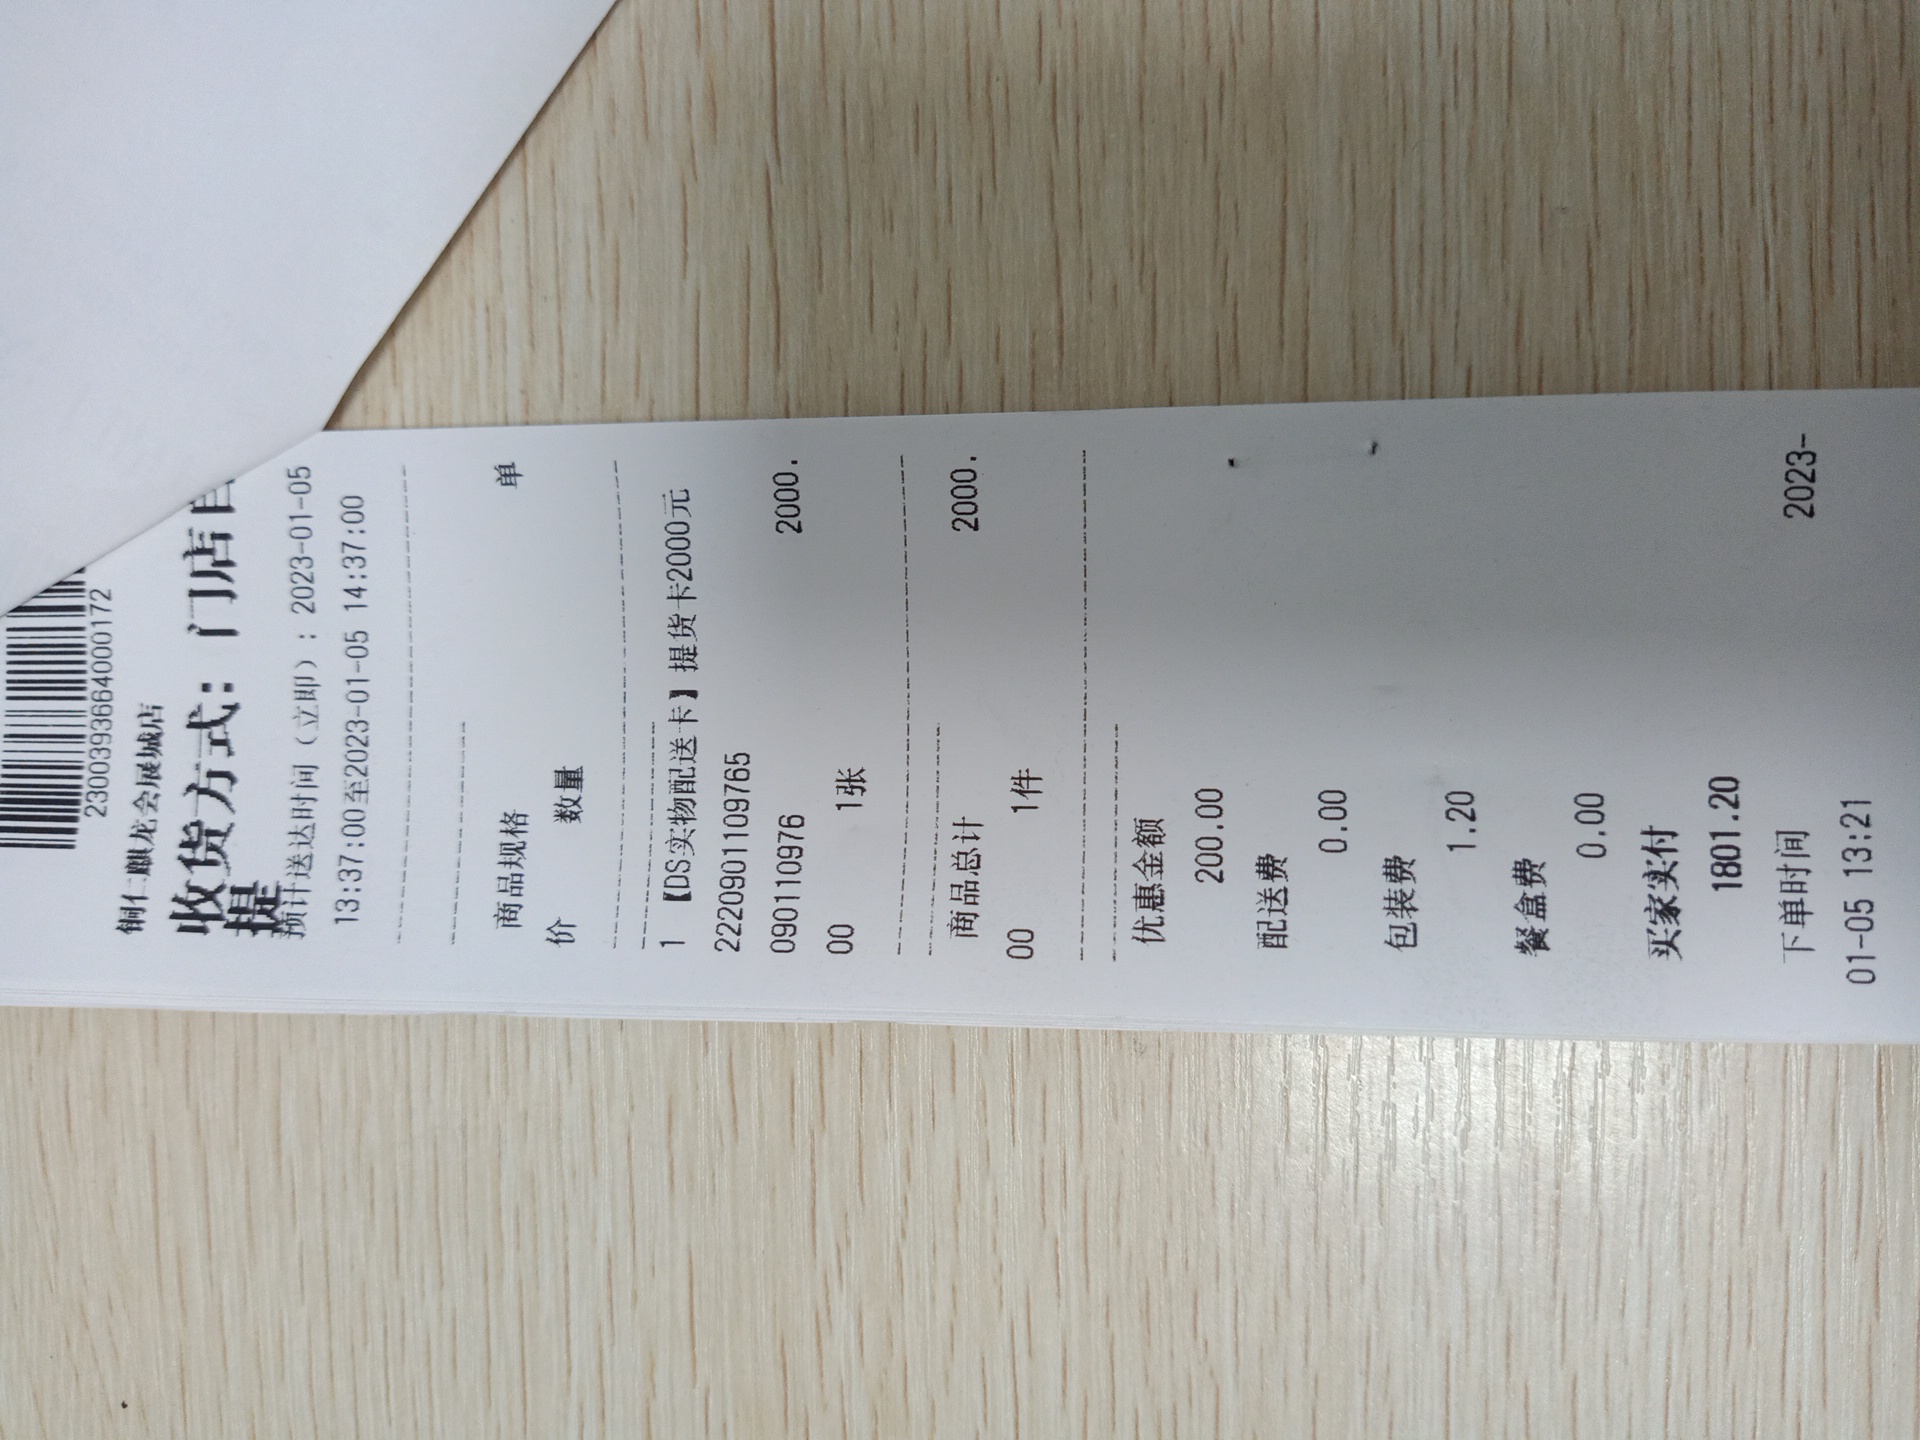 2300393664000172
铜仁麒龙会展城店
收货方式：门店自
提
预计送达时间（立即）：2023-01-05
13:37:00至2023-01-05 14:37:00
商品规格 单
价 数量
1 【DS实物配送卡】提货卡2000元
2220901109765
0901110976 2000.
00 1张
商品总计 2000.
00 1件
优惠金额
200.00
配送费
0.00
包装费
1.20
餐盒费
0.00
买家实付
1801.20
下单时间 2023-
01-05 13:21